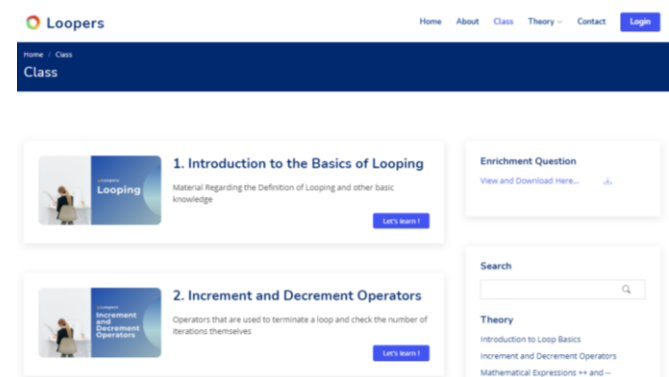 Loopers
Home About Class Theory Contact Login
Home / Class
Class
Looping
1. Introduction to the Basics of Looping
Material Regarding the Definition of Looping and other basic
knowledge
Let's learn !
Increment
and
Decrement
Operators
2. Increment and Decrement Operators
Operators that are used to terminate a loop and check the number of
iterations themselves
Let's learn !
Enrichment Question
View and Download Here...
Search
Theory
Introduction to Loop Basics
Increment and Decrement Operators
Mathematical Expressions ++ and --